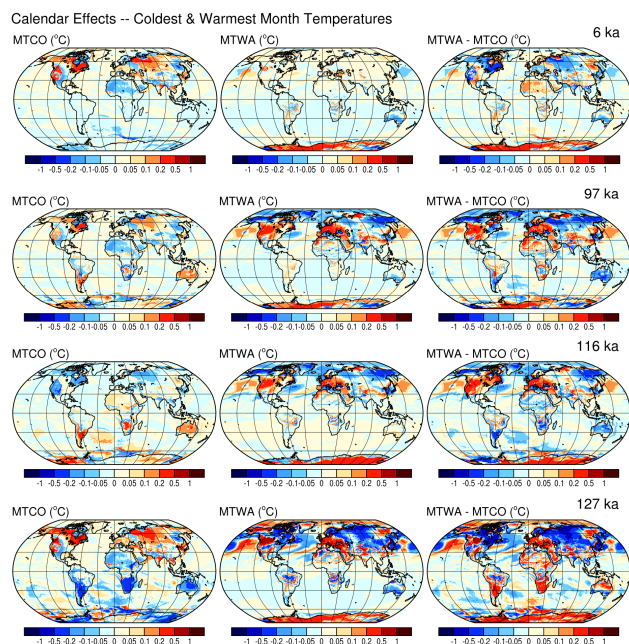 Calendar Effects -- Coldest & Warmest Month Temperatures
6 ka
MTCO (°C) MTWA (°C) MTWA - MTCO (°C)
-1 -0.5 -0.2 -0.1-0.05 0 0.05 0.1 0.2 0.5 1 -1 -0.5 -0.2 -0.1-0.05 0 0.05 0.1 0.2 0.5 1 -1 -0.5 -0.2 -0.1-0.05 0 0.05 0.1 0.2 0.5 1
97 ka
MTCO (°C) MTWA (°C) MTWA - MTCO (°C)
-1 -0.5 -0.2 -0.1-0.05 0 0.05 0.1 0.2 0.5 1 -1 -0.5 -0.2 -0.1-0.05 0 0.05 0.1 0.2 0.5 1 -1 -0.5 -0.2 -0.1-0.05 0 0.05 0.1 0.2 0.5 1
116 ka
MTCO (°C) MTWA (°C) MTWA - MTCO (°C)
-1 -0.5 -0.2 -0.1-0.05 0 0.05 0.1 0.2 0.5 1 -1 -0.5 -0.2 -0.1-0.05 0 0.05 0.1 0.2 0.5 1 -1 -0.5 -0.2 -0.1-0.05 0 0.05 0.1 0.2 0.5 1
127 ka
MTCO (°C) MTWA (°C) MTWA - MTCO (°C)
-1 -0.5 -0.2 -0.1-0.05 0 0.05 0.1 0.2 0.5 1 -1 -0.5 -0.2 -0.1-0.05 0 0.05 0.1 0.2 0.5 1 -1 -0.5 -0.2 -0.1-0.05 0 0.05 0.1 0.2 0.5 1